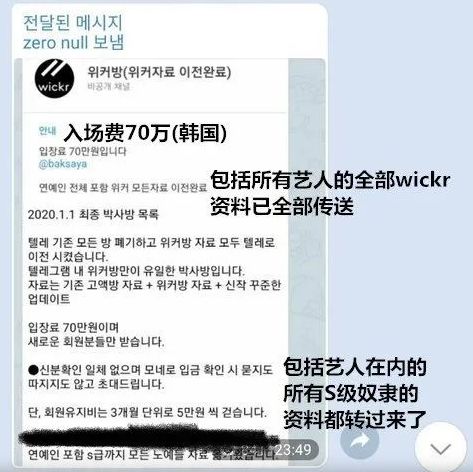 전달된 메시지
zero null 보냄
wickr
위커방(위커자료 이전완료)
비공개 채널
안내
入场费70万(韩国)
입장료 70만원입니다
@baksaya
包括所有艺人的全部wickr
资料已全部传送
연예인 전체 포함 위커 모든자료 이전완료
2020.1.1 최종 박사방 목록
텔레 기존 모든 방 폐기하고 위커방 자료 모두 텔레로
이전 시켰습니다.
텔레그램 내 위커방만이 유일한 박사방입니다.
자료는 기존 고액방 자료 + 위커방 자료 + 신작 꾸준한
업데이트
입장료 70만원이며
새로운 회원분들만 받습니다.
包括艺人在内的
所有S级奴隶的
资料都转过来了
●신분확인 일체 없으며 모네로 입금 확인 시 묻지도
따지지도 않고 초대드립니다.
단, 회원유지비는 3개월 단위로 5만원 씩 걷습니다.
23:49
연예인 포함 s급까지 모든 노예들 자료